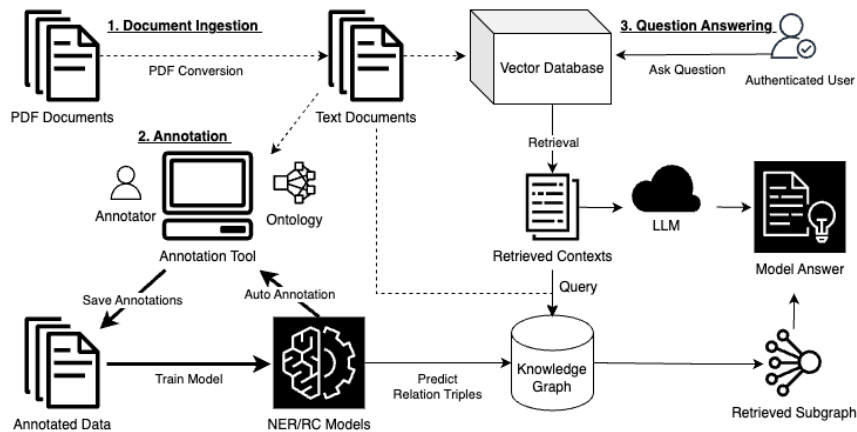 1. Document Ingestion
3. Question Answering
PDF Conversion
Vector Database
Ask Question
Authenticated User
PDF Documents
Text Documents
2. Annotation
Retrieval
Annotator
Ontology
LLM
Annotation Tool
Retrieved Contexts
Model Answer
Save Annotations
Auto Annotation
Query
Knowledge
Graph
Train Model
Predict
Relation Triples
Annotated Data
NER/RC Models
Retrieved Subgraph